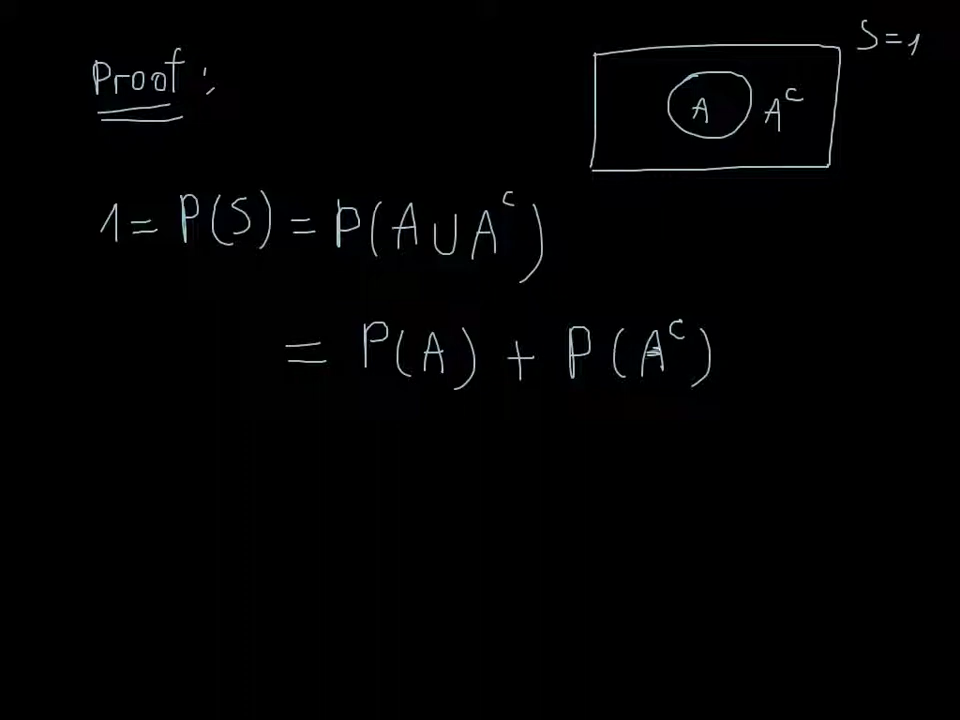 Proof :
S=1
A A^c
1 = P(S) = P(A ∪ A^c)
= P(A) + P(A^c)